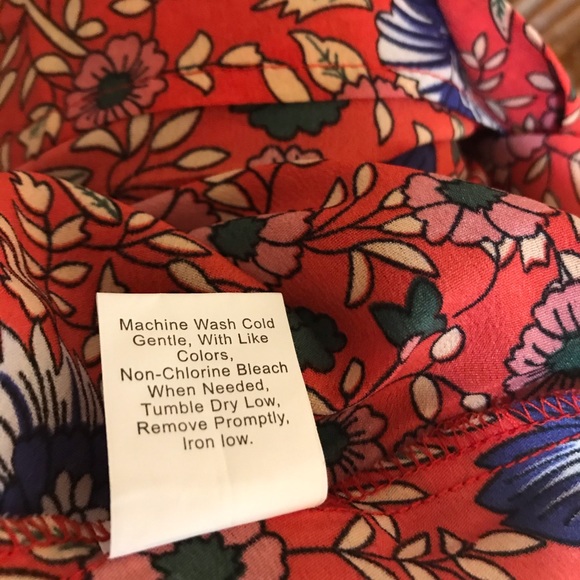 Machine Wash Cold
Gentle, With Like
Colors,
Non-Chlorine Bleach
When Needed,
Tumble Dry Low,
Remove Promptly,
Iron low.